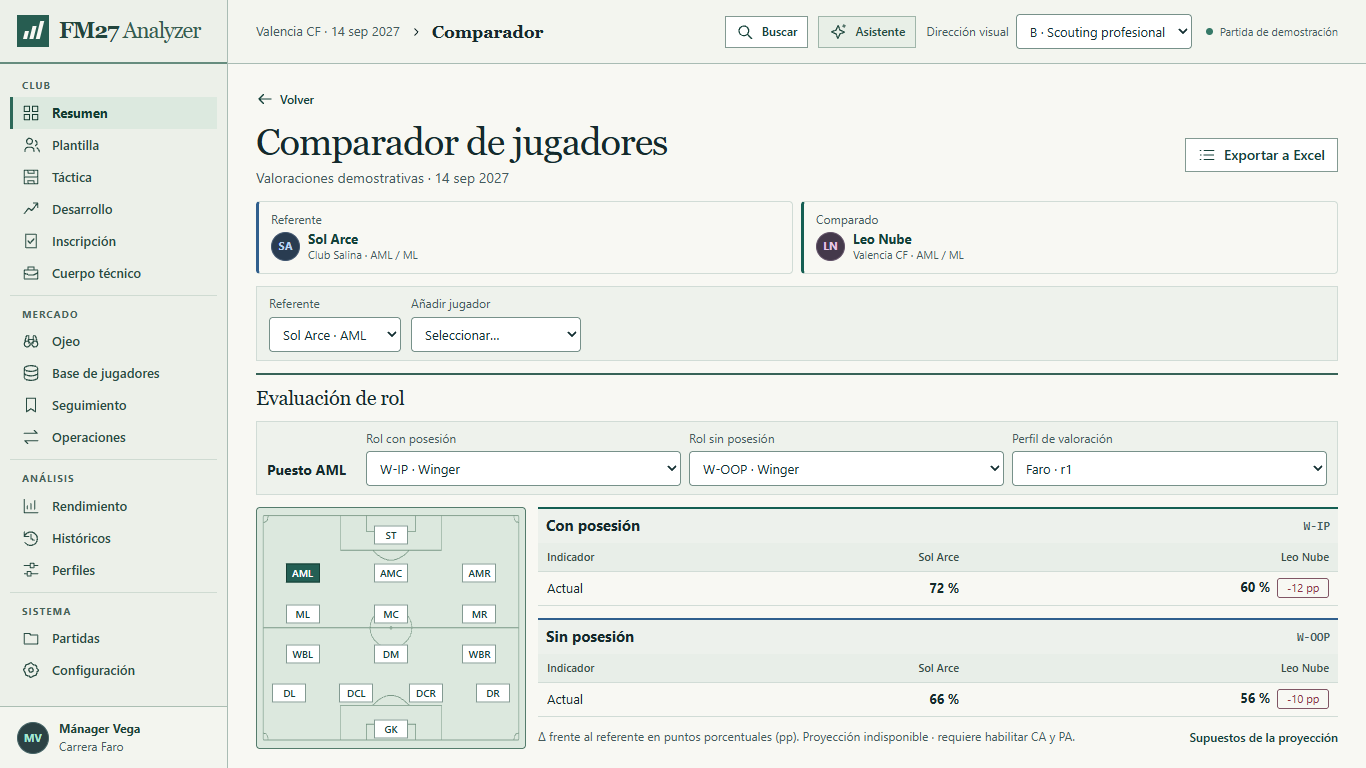 FM27 Analyzer
Valencia CF · 14 sep 2027 › Comparador
Buscar
Asistente
Dirección visual
B · Scouting profesional
Partida de demostración
CLUB
Resumen
Plantilla
Táctica
Desarrollo
Inscripción
Cuerpo técnico
MERCADO
Ojeo
Base de jugadores
Seguimiento
Operaciones
ANÁLISIS
Rendimiento
Históricos
Perfiles
SISTEMA
Partidas
Configuración
MV
Mánager Vega
Carrera Faro
Volver
Comparador de jugadores
Valoraciones demostrativas · 14 sep 2027
Exportar a Excel
Referente
SA
Sol Arce
Club Salina · AML / ML
Comparado
LN
Leo Nube
Valencia CF · AML / ML
Referente
Sol Arce · AML
Añadir jugador
Seleccionar...
Evaluación de rol
Puesto AML
Rol con posesión
W-IP · Winger
Rol sin posesión
W-OOP · Winger
Perfil de valoración
Faro · r1
ST
AML AMC AMR
ML MC MR
WBL DM WBR
DL DCL DCR DR
GK
Con posesión W-IP
Indicador Sol Arce Leo Nube
Actual 72 % 60 % -12 pp
Sin posesión W-OOP
Indicador Sol Arce Leo Nube
Actual 66 % 56 % -10 pp
Δ frente al referente en puntos porcentuales (pp). Proyección indisponible · requiere habilitar CA y PA.
Supuestos de la proyección